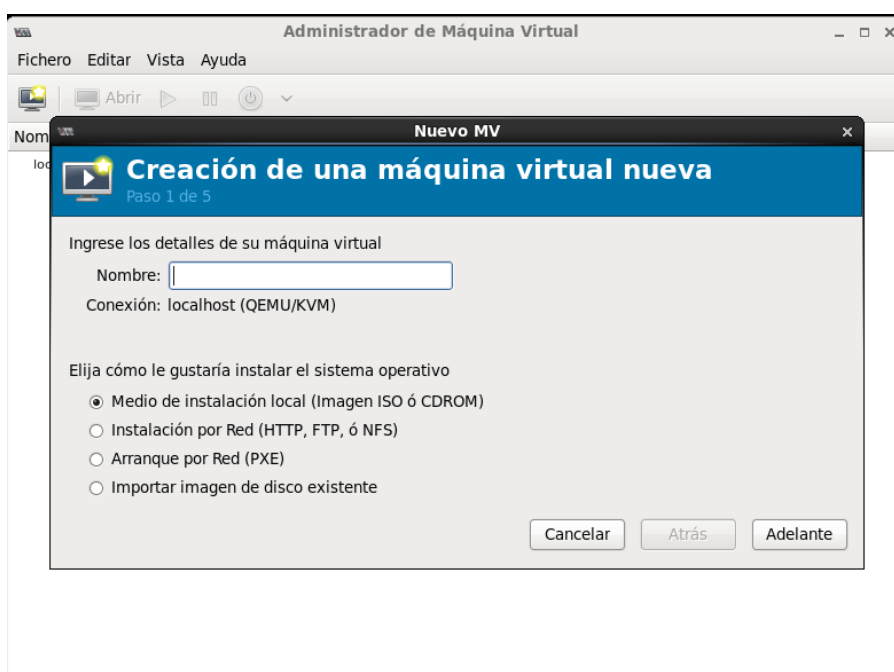 Administrador de Máquina Virtual
Fichero Editar Vista Ayuda
Abrir
Nom
loc
Nuevo MV
Creación de una máquina virtual nueva
Paso 1 de 5
Ingrese los detalles de su máquina virtual
Nombre:
Conexión: localhost (QEMU/KVM)
Elija cómo le gustaría instalar el sistema operativo
Medio de instalación local (Imagen ISO ó CDROM)
Instalación por Red (HTTP, FTP, ó NFS)
Arranque por Red (PXE)
Importar imagen de disco existente
Cancelar Atrás Adelante